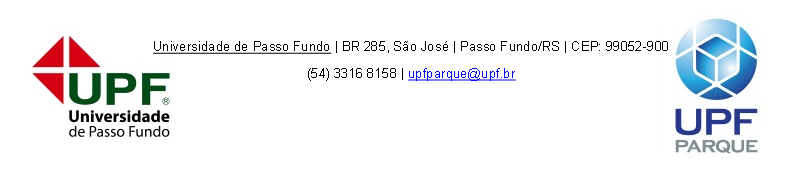 Universidade de Passo Fundo | BR 285, São José | Passo Fundo/RS | CEP: 99052-900
(54) 3316 8158 | upfparque@upf.br
UPF®
Universidade
de Passo Fundo
UPF
PARQUE